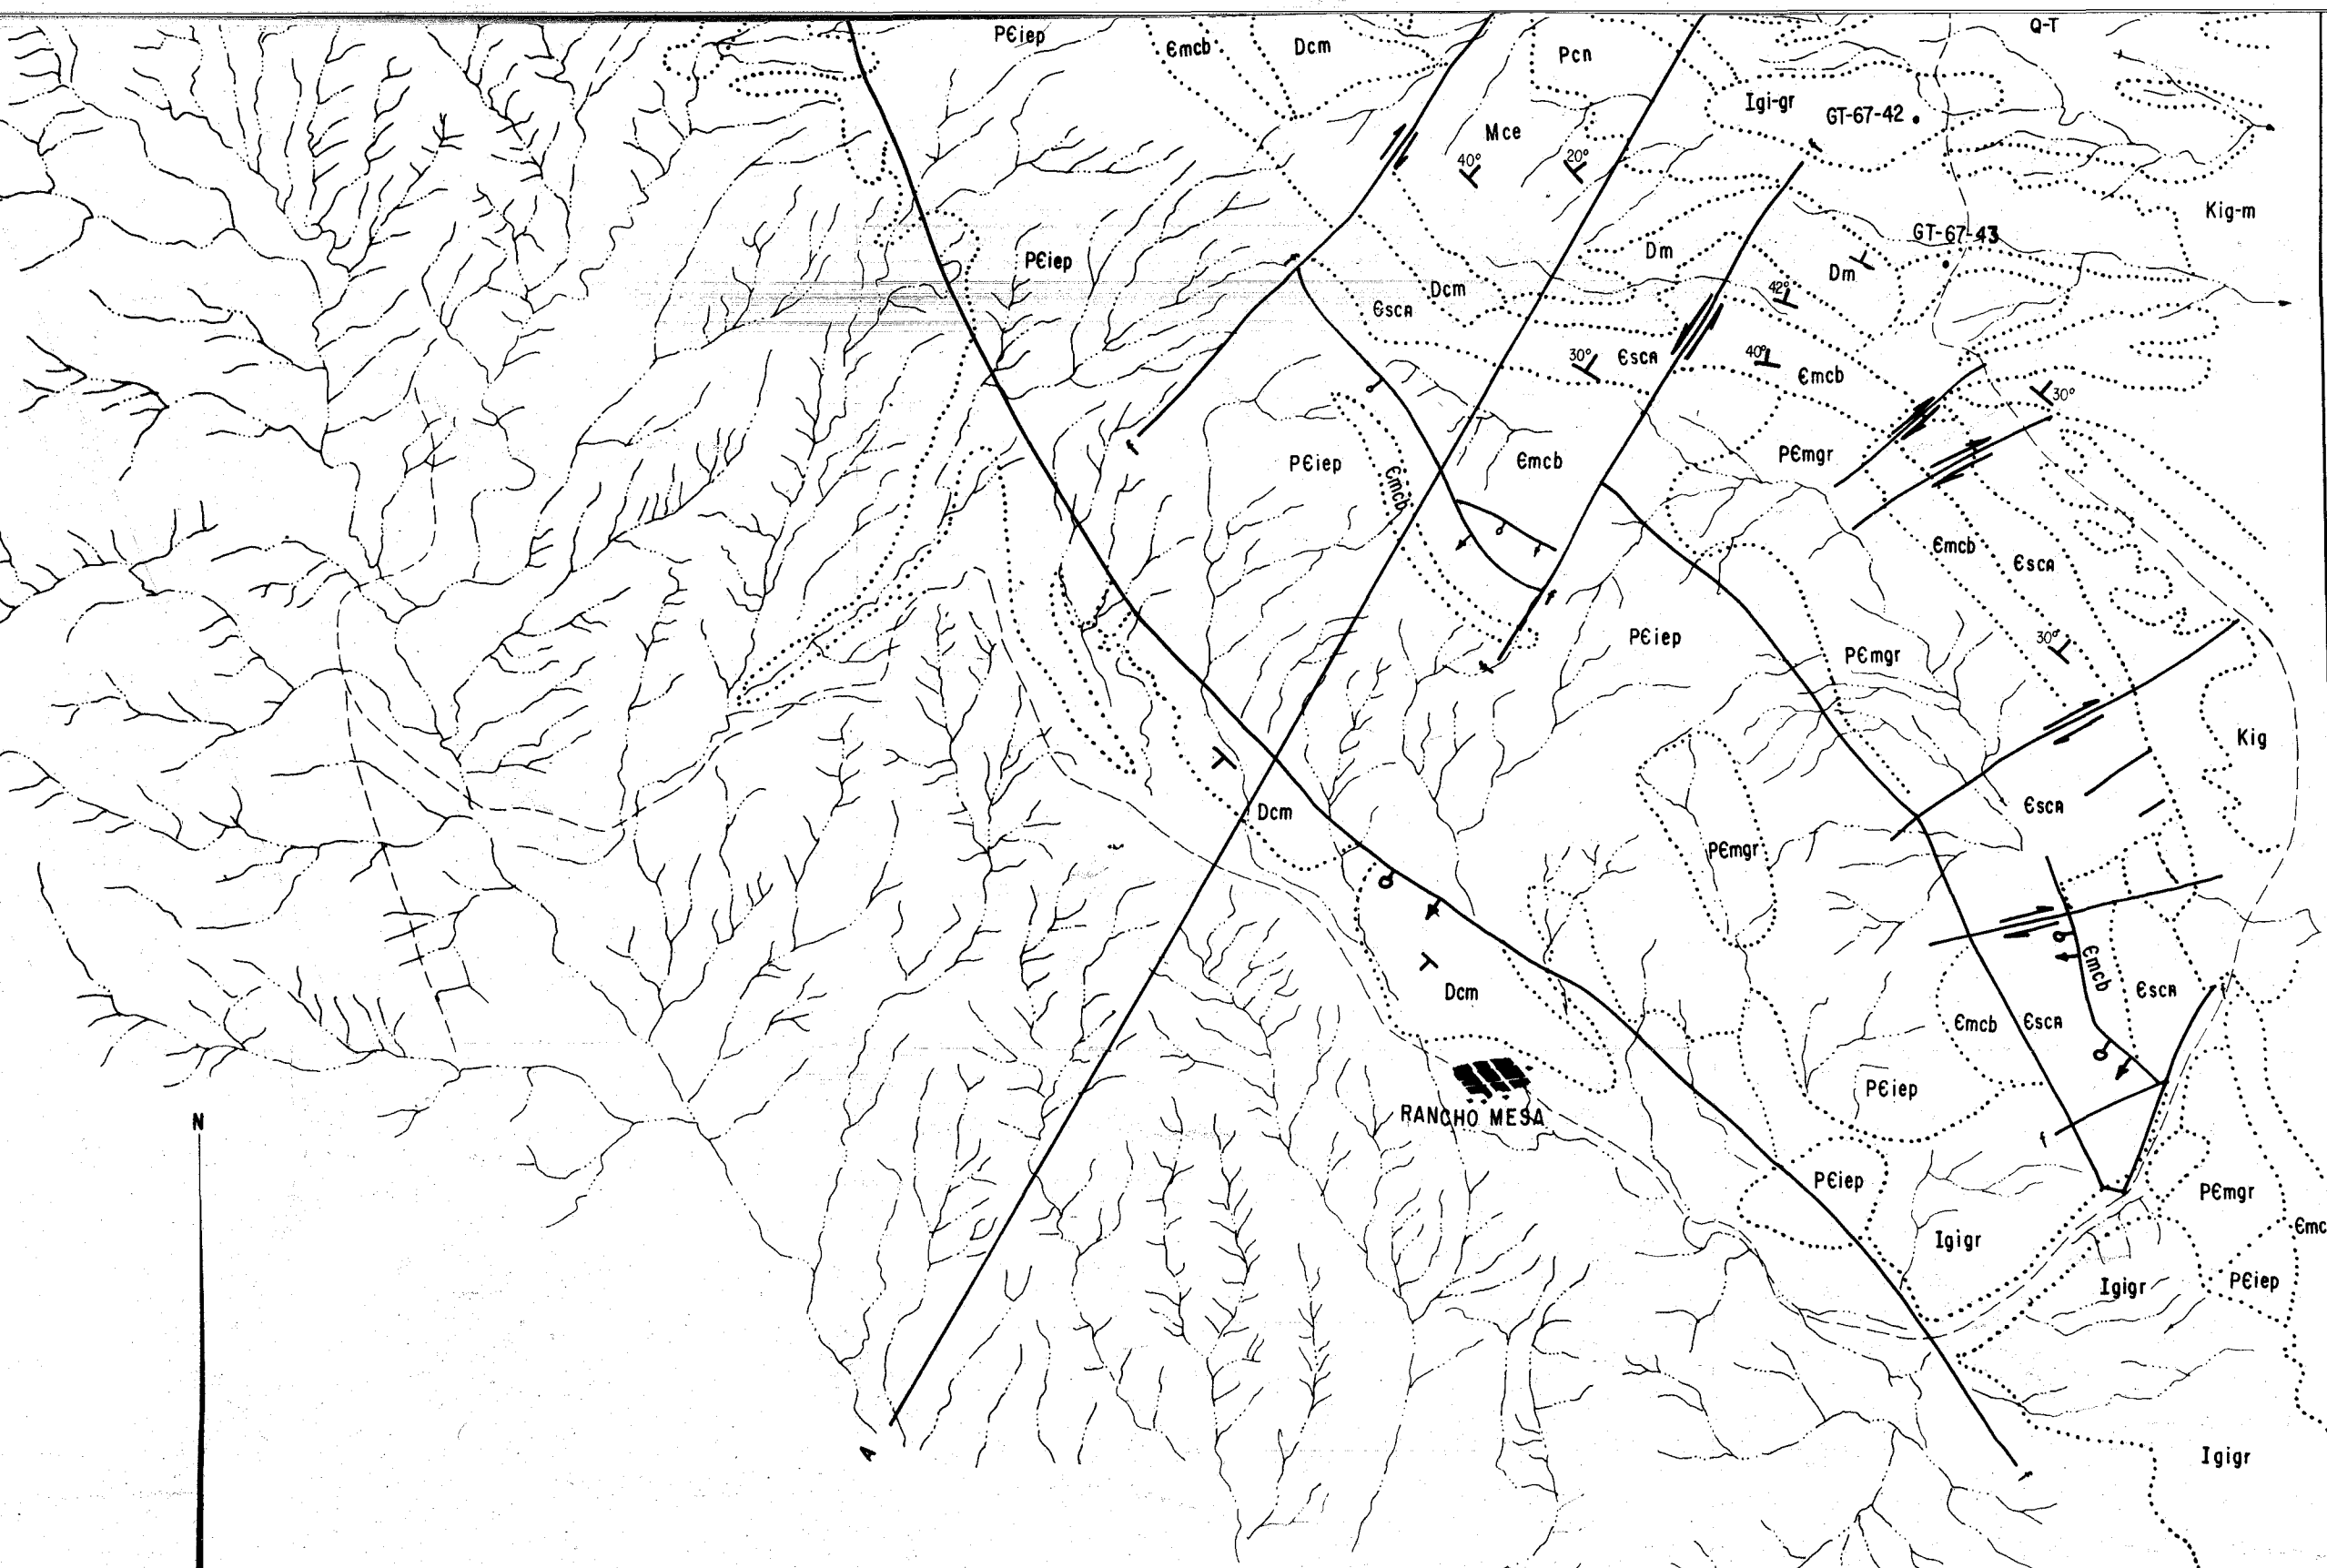 PЄiep
Єmcb
Dcm
Pcn
Q-T
Igi-gr
GT-67-42
Mce
40°
20°
Kig-m
GT-67-43
Dm
Dm
PЄiep
Dcm
42°
ЄscA
30°
ЄscA
40°
Єmcb
30°
f
PЄiep
Єmcb
Єmcb
PЄmgr
Єmcb
ЄscA
f
f
PЄiep
30°
PЄmgr
Kig
Dcm
ЄscA
PЄmgr
Єmcb
ЄscA
Dcm
Єmcb
ЄscA
PЄiep
RANCHO MESA
N
f
PЄiep
PЄmgr
Єmc
Igigr
Igigr
PЄiep
A
Igigr
f